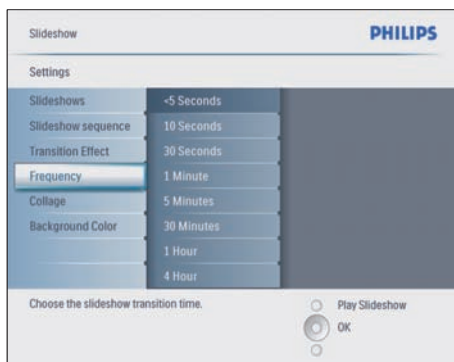 Slideshow
PHILIPS
Settings
Slideshows
<5 Seconds
Slideshow sequence
10 Seconds
Transition Effect
30 Seconds
Frequency
1 Minute
Collage
5 Minutes
Background Color
30 Minutes
1 Hour
4 Hour
Choose the slideshow transition time.
Play Slideshow
OK